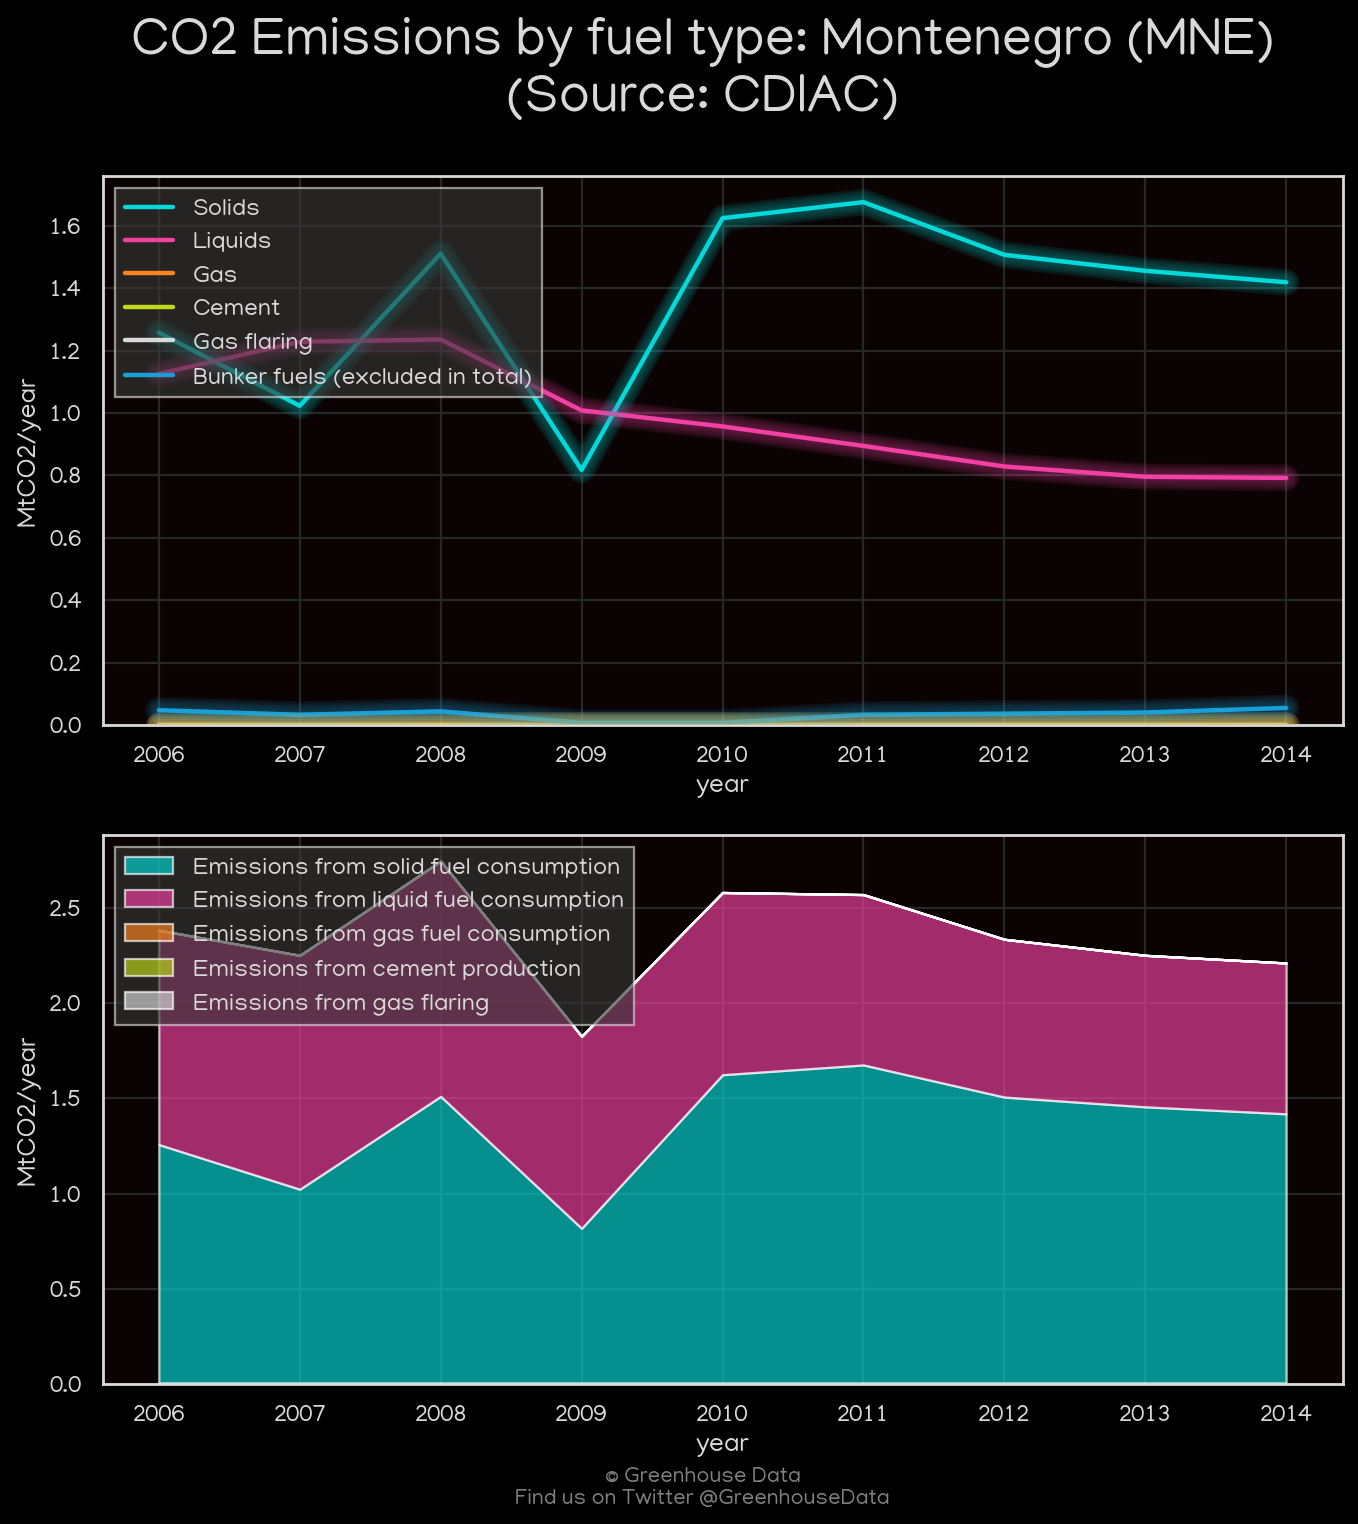 CO2 Emissions by fuel type: Montenegro (MNE)
(Source: CDIAC)
Solids
Liquids
Gas
Cement
Gas flaring
Bunker fuels (excluded in total)
MtCO2/year
1.6
1.4
1.2
1.0
0.8
0.6
0.4
0.2
0.0
2006 2007 2008 2009 2010 2011 2012 2013 2014
year
Emissions from solid fuel consumption
Emissions from liquid fuel consumption
Emissions from gas fuel consumption
Emissions from cement production
Emissions from gas flaring
MtCO2/year
2.5
2.0
1.5
1.0
0.5
0.0
2006 2007 2008 2009 2010 2011 2012 2013 2014
year
© Greenhouse Data
Find us on Twitter @GreenhouseData